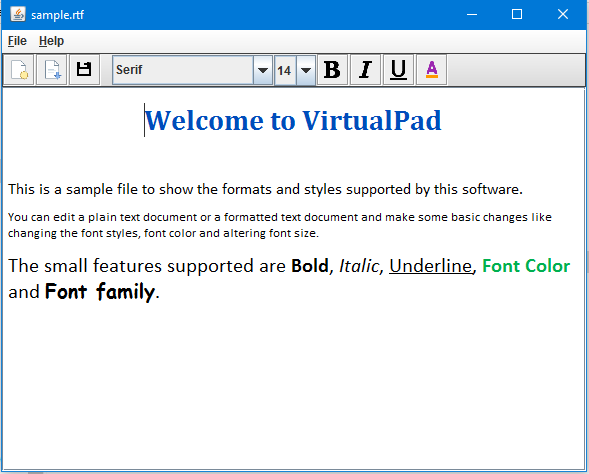 sample.rtf
File Help
Serif 14 B I U A
Welcome to VirtualPad
This is a sample file to show the formats and styles supported by this software.
You can edit a plain text document or a formatted text document and make some basic changes like
changing the font styles, font color and altering font size.
The small features supported are Bold, Italic, Underline, Font Color
and Font family.